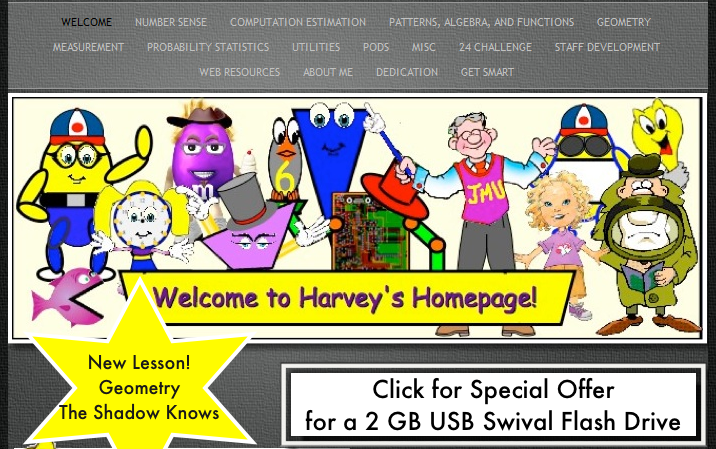 WELCOME NUMBER SENSE COMPUTATION ESTIMATION PATTERNS, ALGEBRA, AND FUNCTIONS GEOMETRY
MEASUREMENT PROBABILITY STATISTICS UTILITIES PODS MISC 24 CHALLENGE STAFF DEVELOPMENT
WEB RESOURCES ABOUT ME DEDICATION GET SMART
m
6
JMU
Welcome to Harvey's Homepage!
New Lesson!
Geometry
The Shadow Knows
Click for Special Offer
for a 2 GB USB Swival Flash Drive